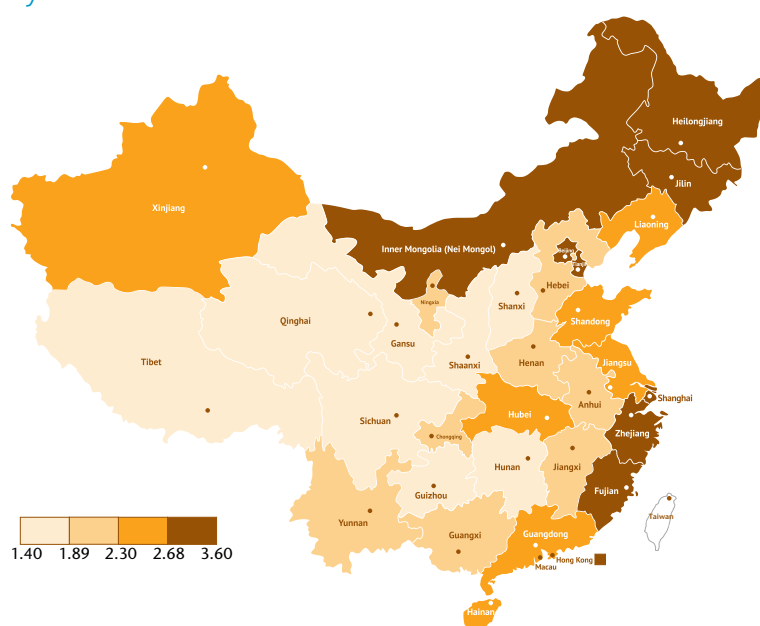 Heilongjiang
Jilin
Liaoning
Xinjiang
Inner Mongolia (Nei Mongol)
Beijing
Tianjin
Hebei
Ningxia
Shanxi
Shandong
Qinghai
Gansu
Shaanxi
Henan
Jiangsu
Tibet
Shanghai
Anhui
Sichuan
Hubei
Zhejiang
Chongqing
Hunan
Jiangxi
Guizhou
Fujian
Yunnan
Taiwan
Guangxi
Guangdong
Hong Kong
Macau
Hainan
1.40 1.89 2.30 2.68 3.60